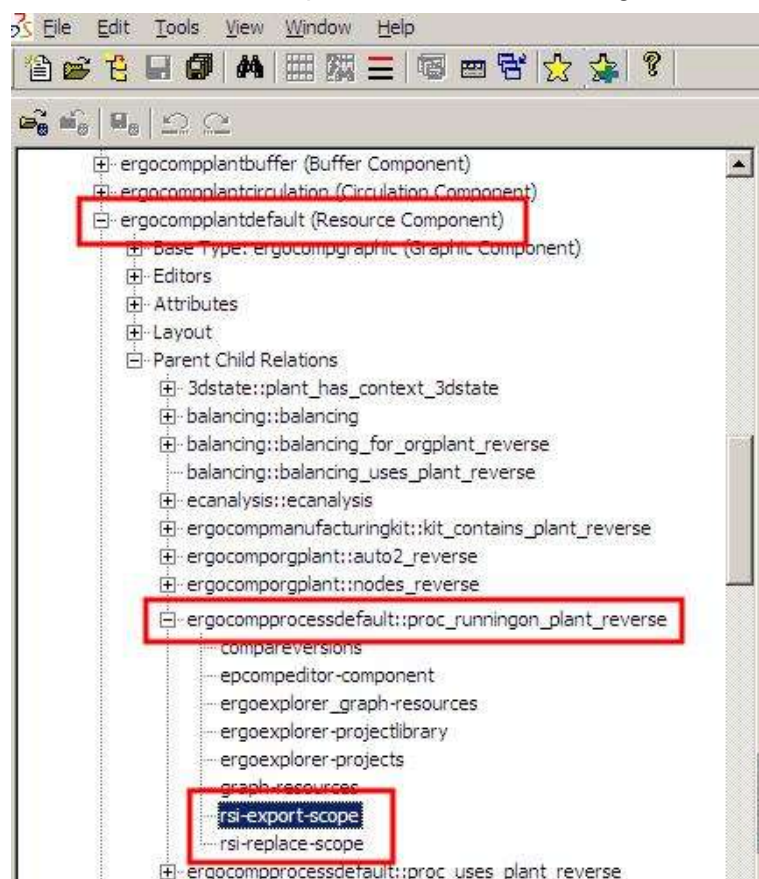 File Edit Tools View Window Help
ergocompplantbuffer (Buffer Component)
ergocompplantcirculation (Circulation Component)
ergocompplantdefault (Resource Component)
Base Type: ergocompgraphic (Graphic Component)
Editors
Attributes
Layout
Parent Child Relations
3dstate::plant_has_context_3dstate
balancing::balancing
balancing::balancing_for_orgplant_reverse
balancing::balancing_uses_plant_reverse
ecanalysis::ecanalysis
ergocompmanufacturingkit::kit_contains_plant_reverse
ergocomporgplant::auto2_reverse
ergocomporgplant::nodes_reverse
ergocompprocessdefault::proc_runningon_plant_reverse
compareversions
epcompeditor-component
ergoexplorer_graph-resources
ergoexplorer-projectlibrary
ergoexplorer-projects
graph-resources
rsi-export-scope
rsi-replace-scope
ergocompprocessdefault::proc_uses_plant_reverse